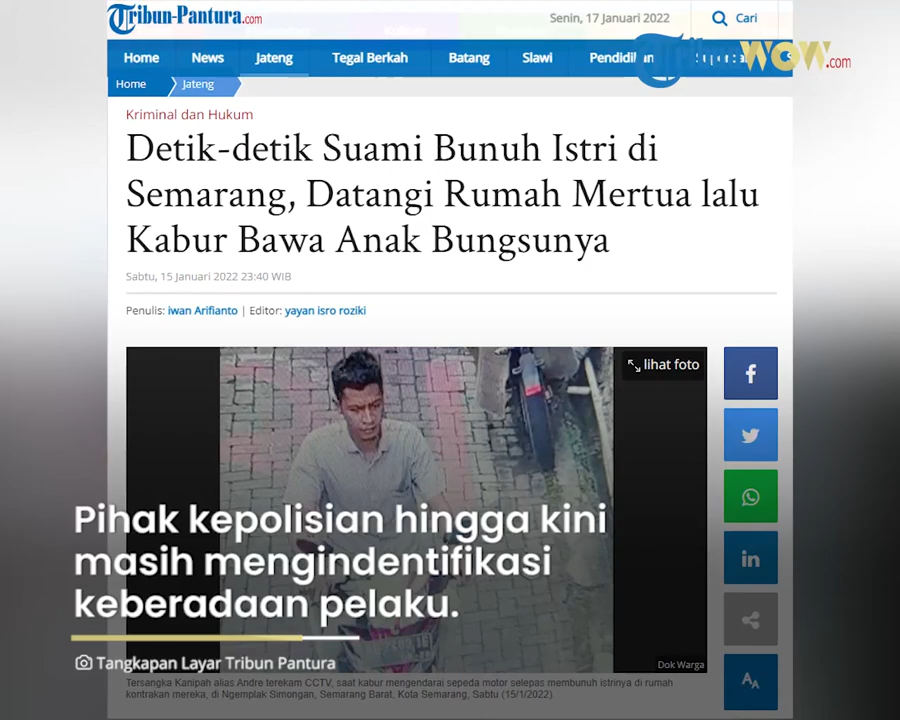 Tribun-Pantura.com
Senin, 17 Januari 2022
Cari
Home News Jateng Tegal Berkah Batang Slawi
WOW.com
Home Jateng
Kriminal dan Hukum
Detik-detik Suami Bunuh Istri di
Semarang, Datangi Rumah Mertua lalu
Kabur Bawa Anak Bungsunya
Sabtu, 15 Januari 2022 23:40 WIB
Penulis: iwan Arifianto | Editor: yayan isro roziki
lihat foto
Pihak kepolisian hingga kini
masih mengindentifikasi
keberadaan pelaku.
Tangkapan Layar Tribun Pantura
Dok Warga
Tersangka Kanipah alias Andre terekam CCTV, saat kabur mengendarai sepeda motor selepas membunuh istrinya di rumah
kontrakan mereka, di Ngemplak Simongan, Semarang Barat, Kota Semarang, Sabtu (15/1/2022).